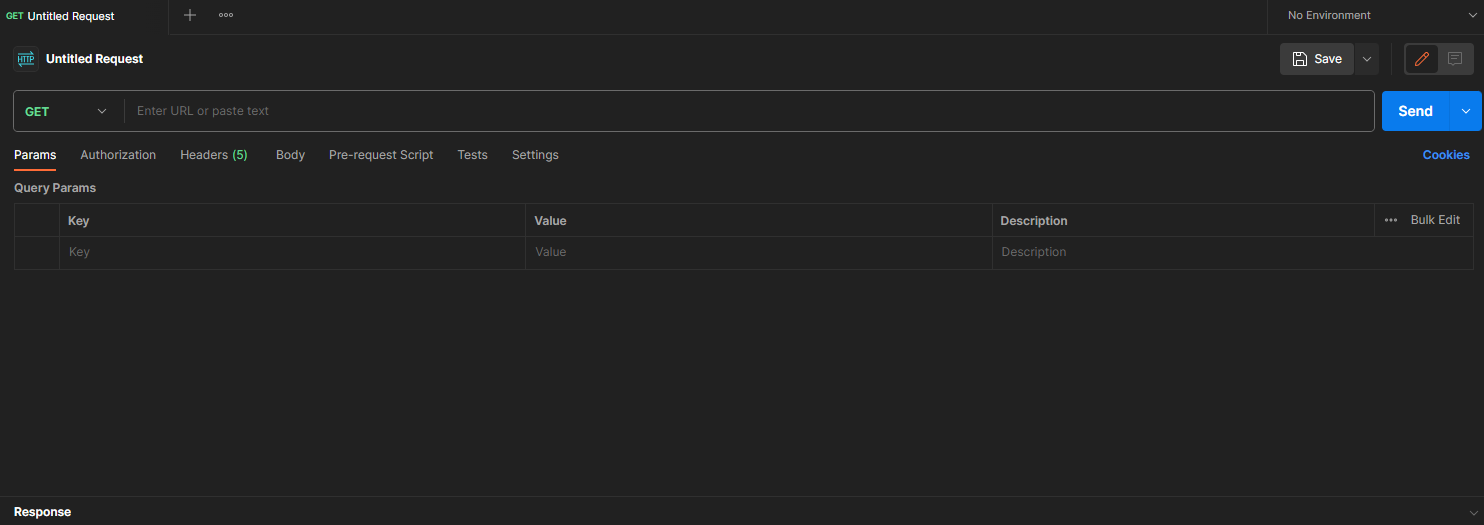 GET Untitled Request No Environment
HTTP Untitled Request Save
GET Enter URL or paste text Send
Params Authorization Headers (5) Body Pre-request Script Tests Settings Cookies
Query Params
Key Value Description Bulk Edit
Key Value Description
Response